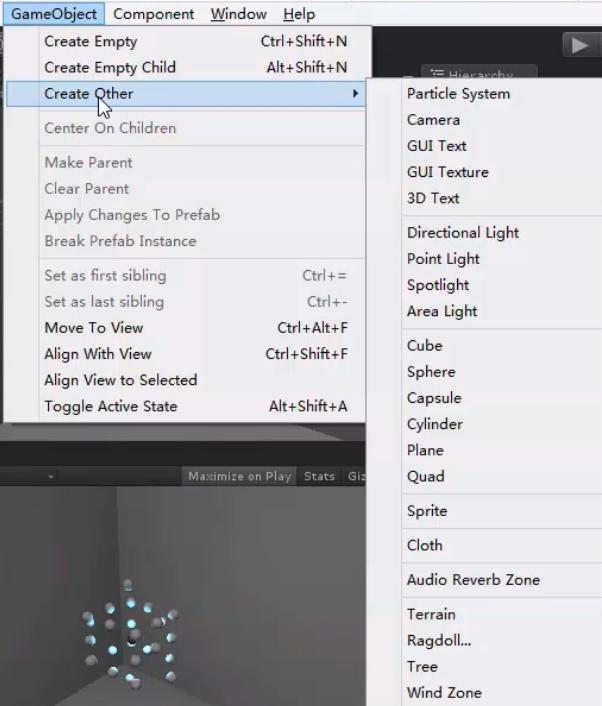 GameObject Component Window Help
Create Empty Ctrl+Shift+N
Create Empty Child Alt+Shift+N
Create Other
Center On Children
Make Parent
Clear Parent
Apply Changes To Prefab
Break Prefab Instance
Set as first sibling Ctrl+=
Set as last sibling Ctrl+-
Move To View Ctrl+Alt+F
Align With View Ctrl+Shift+F
Align View to Selected
Toggle Active State Alt+Shift+A
Hierarchy
Particle System
Camera
GUI Text
GUI Texture
3D Text
Directional Light
Point Light
Spotlight
Area Light
Cube
Sphere
Capsule
Cylinder
Plane
Quad
Sprite
Cloth
Audio Reverb Zone
Terrain
Ragdoll...
Tree
Wind Zone
Maximize on Play Stats Giz